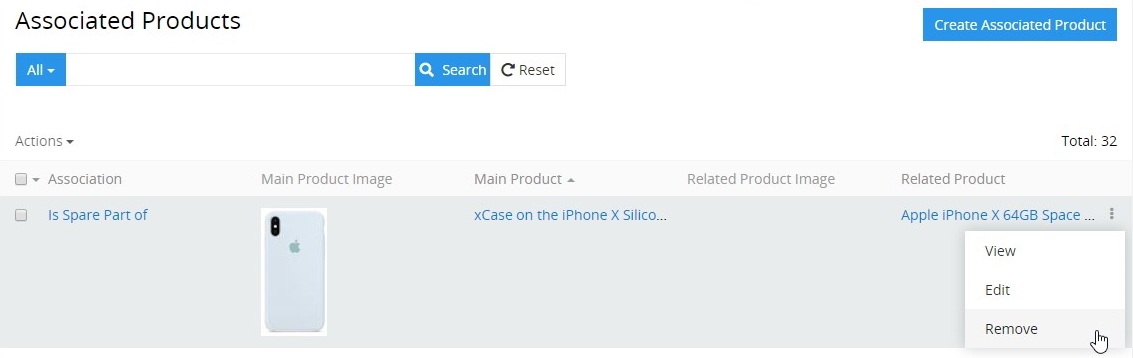 Associated Products
Create Associated Product
All
Search
Reset
Actions
Total: 32
Association Main Product Image Main Product Related Product Image Related Product
Is Spare Part of xCase on the iPhone X Silico... Apple iPhone X 64GB Space ...
View
Edit
Remove